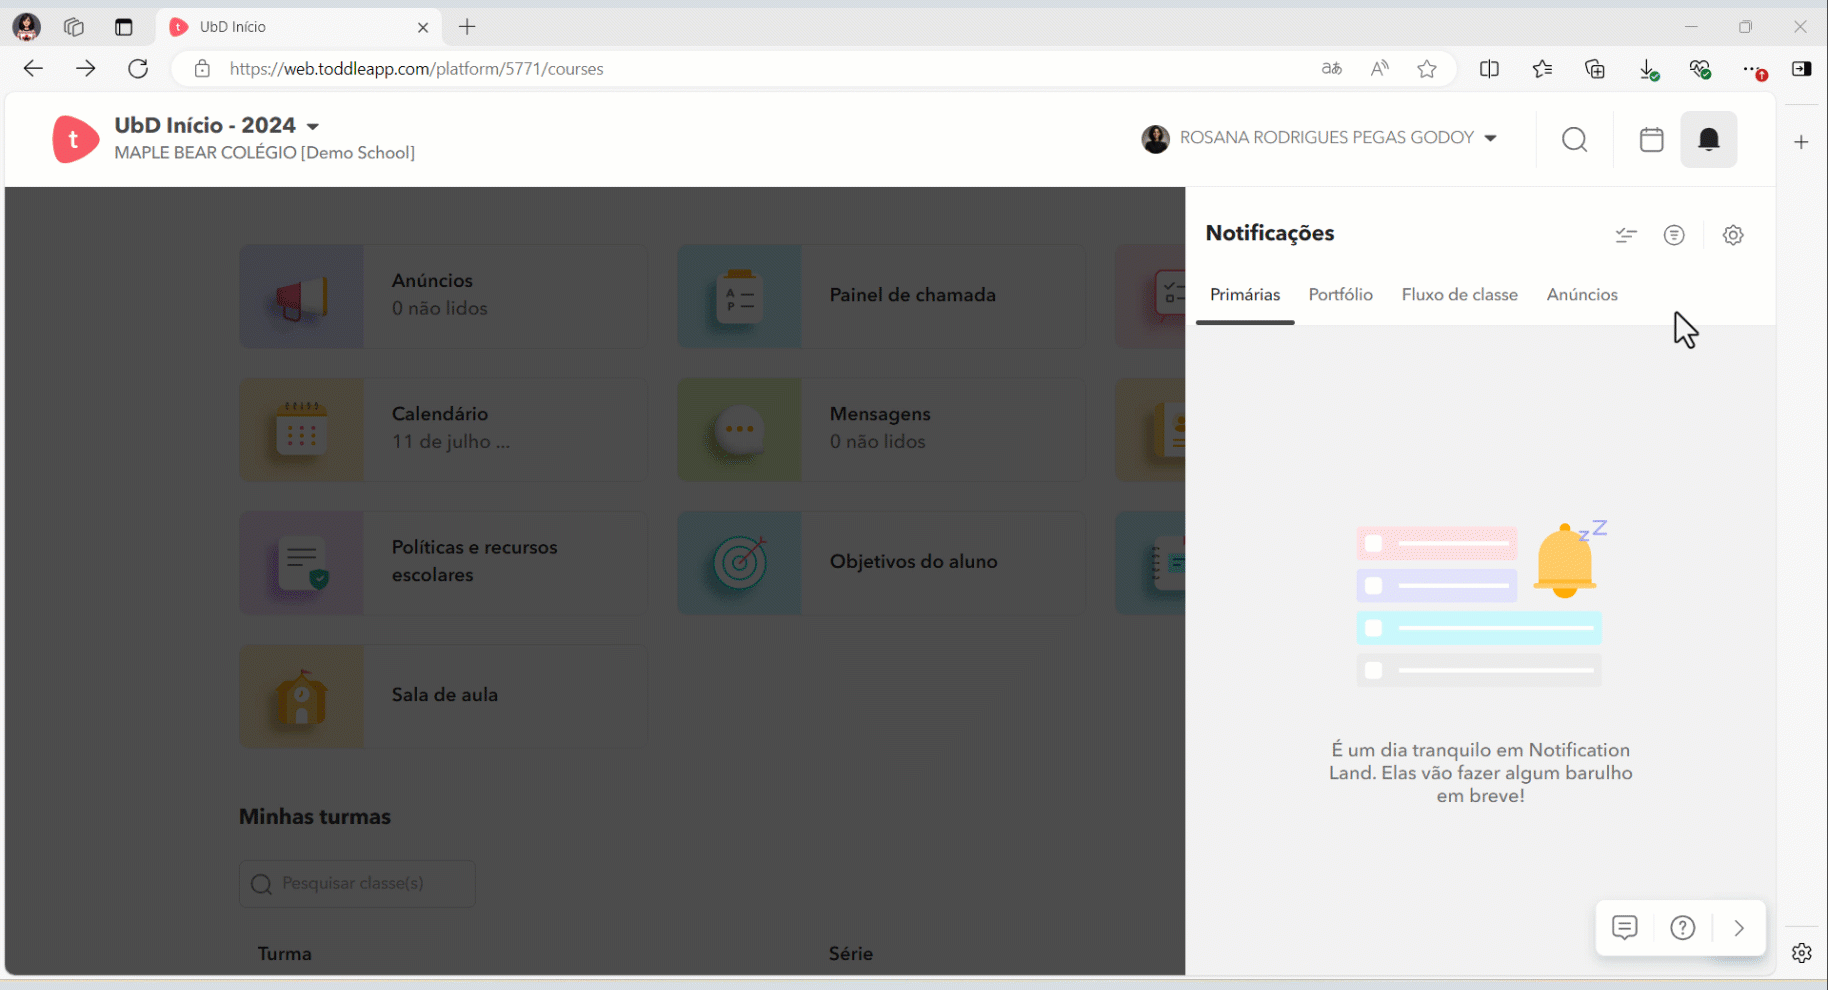 UbD Início
https://web.toddleapp.com/platform/5771/courses
t
UbD Início - 2024
MAPLE BEAR COLÉGIO [Demo School]
ROSANA RODRIGUES PEGAS GODOY
Notificações
Primárias Portfólio Fluxo de classe Anúncios
Anúncios
0 não lidos
Painel de chamada
Calendário
11 de julho ...
Mensagens
0 não lidos
Políticas e recursos
escolares
Objetivos do aluno
Sala de aula
Minhas turmas
Pesquisar classe(s)
Turma Série
É um dia tranquilo em Notification
Land. Elas vão fazer algum barulho
em breve!